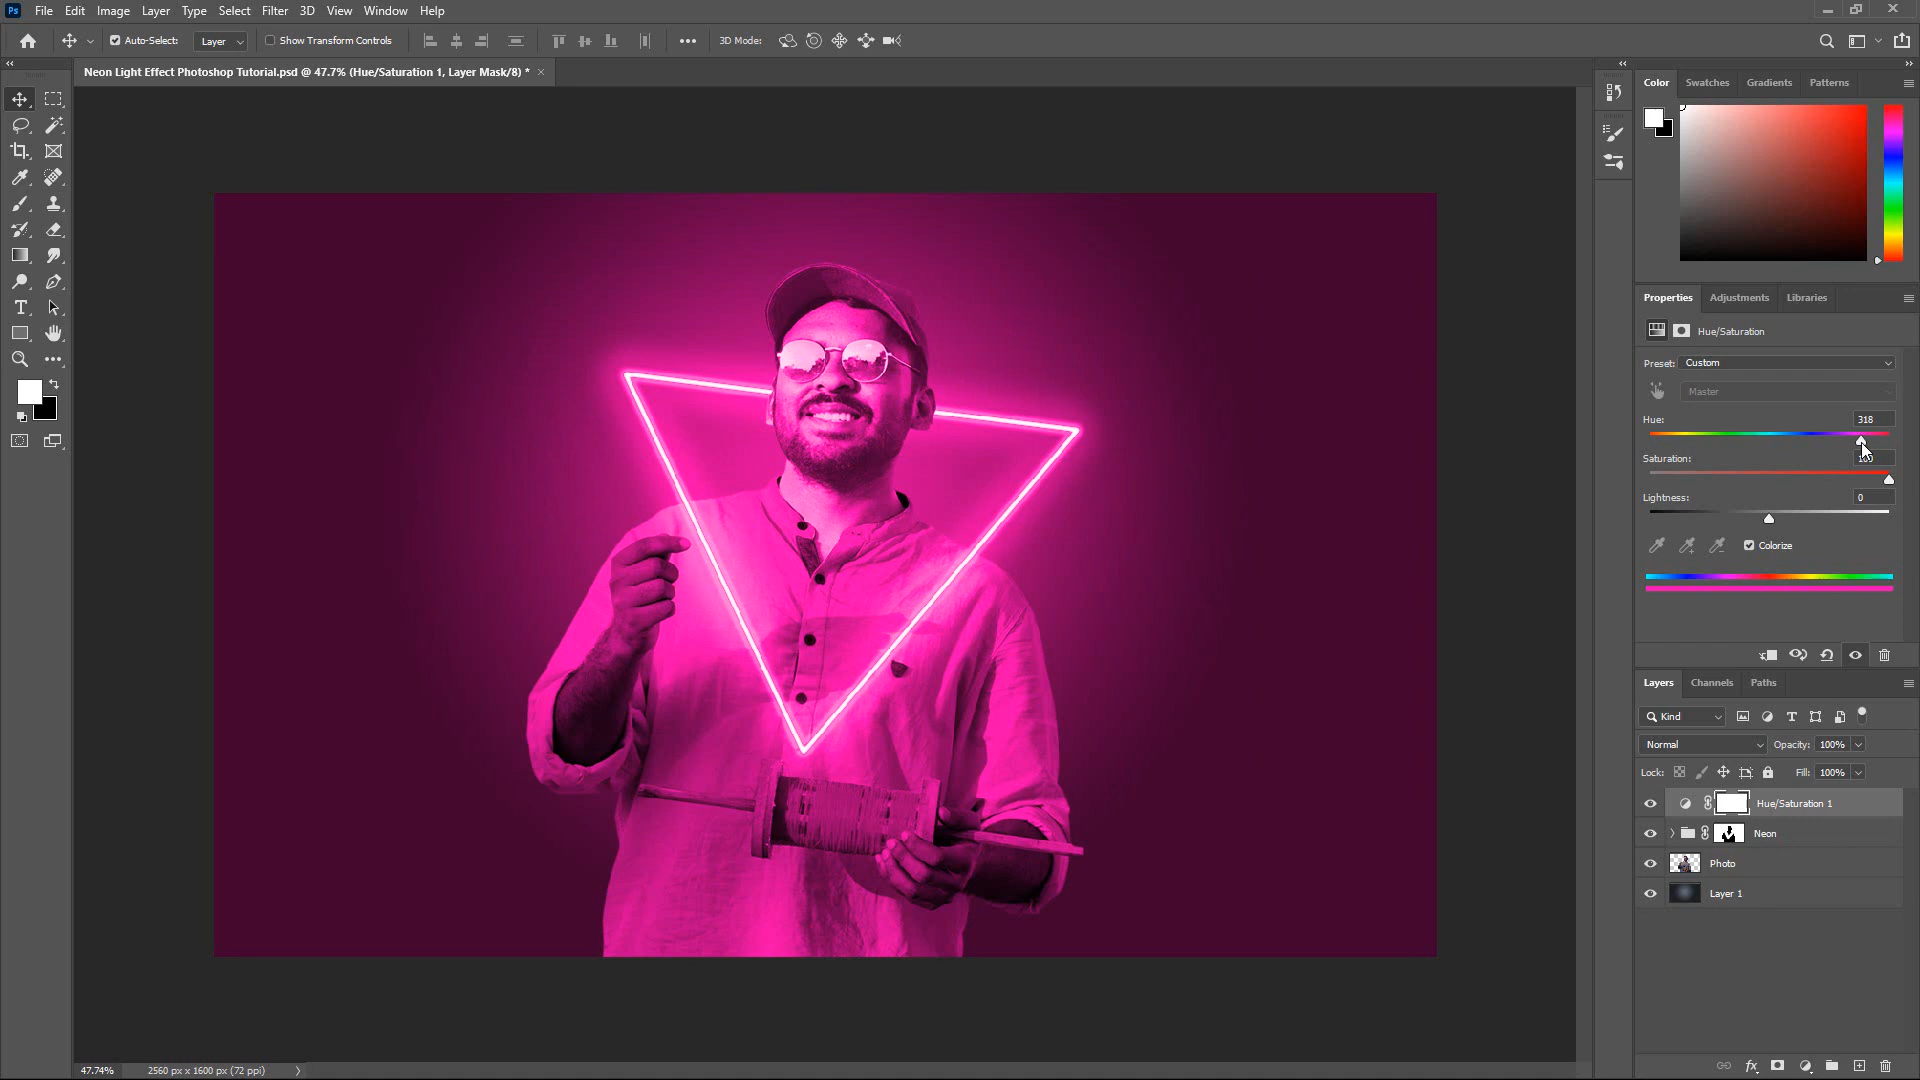 Ps File Edit Image Layer Type Select Filter 3D View Window Help
Auto-Select: Layer Show Transform Controls 3D Mode:
Neon Light Effect Photoshop Tutorial.psd @ 47.7% (Hue/Saturation 1, Layer Mask/8) *
Color Swatches Gradients Patterns
Properties Adjustments Libraries
Hue/Saturation
Preset: Custom
Master
Hue: 318
Saturation:
Lightness: 0
Colorize
Layers Channels Paths
Kind
Normal Opacity: 100%
Lock: Fill: 100%
Hue/Saturation 1
Neon
Photo
Layer 1
47.74% 2560 px x 1600 px (72 ppi)